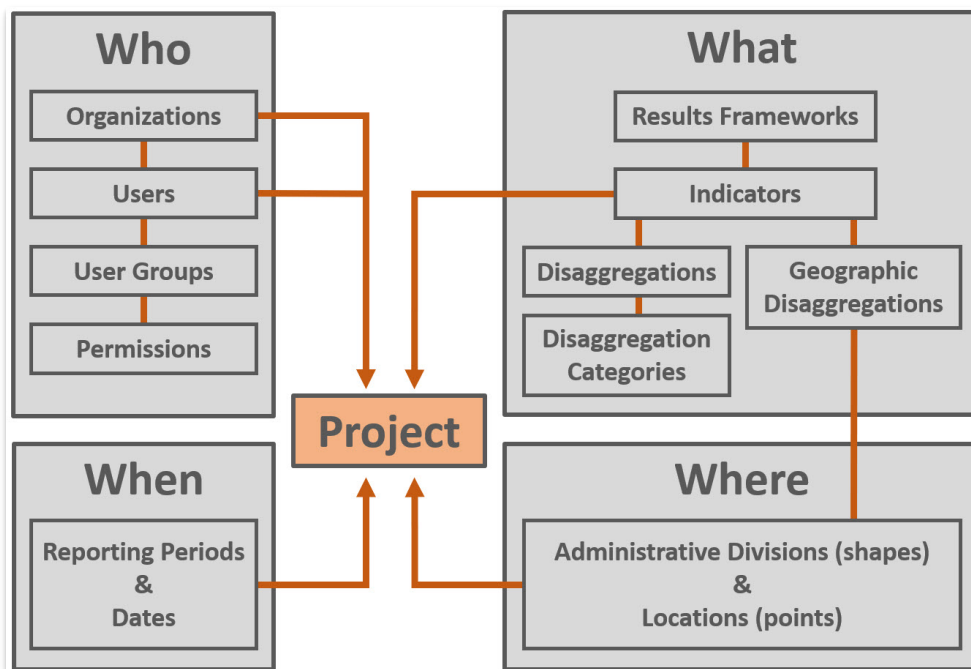 Who
Organizations
Users
User Groups
Permissions
What
Results Frameworks
Indicators
Disaggregations
Disaggregation
Categories
Geographic
Disaggregations
Project
When
Reporting Periods
&
Dates
Where
Administrative Divisions (shapes)
&
Locations (points)